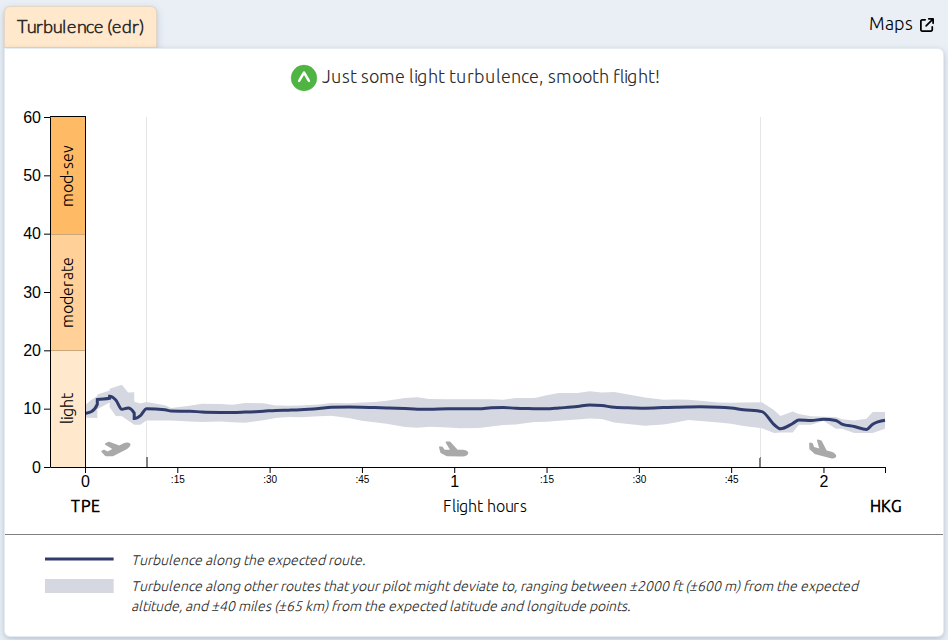 Turbulence (edr)
Maps
Just some light turbulence, smooth flight!
60
50
40
30
20
10
0
mod-sev
moderate
light
0 :15 :30 :45 1 :15 :30 :45 2
TPE Flight hours HKG
Turbulence along the expected route.
Turbulence along other routes that your pilot might deviate to, ranging between ±2000 ft (±600 m) from the expected
altitude, and ±40 miles (±65 km) from the expected latitude and longitude points.